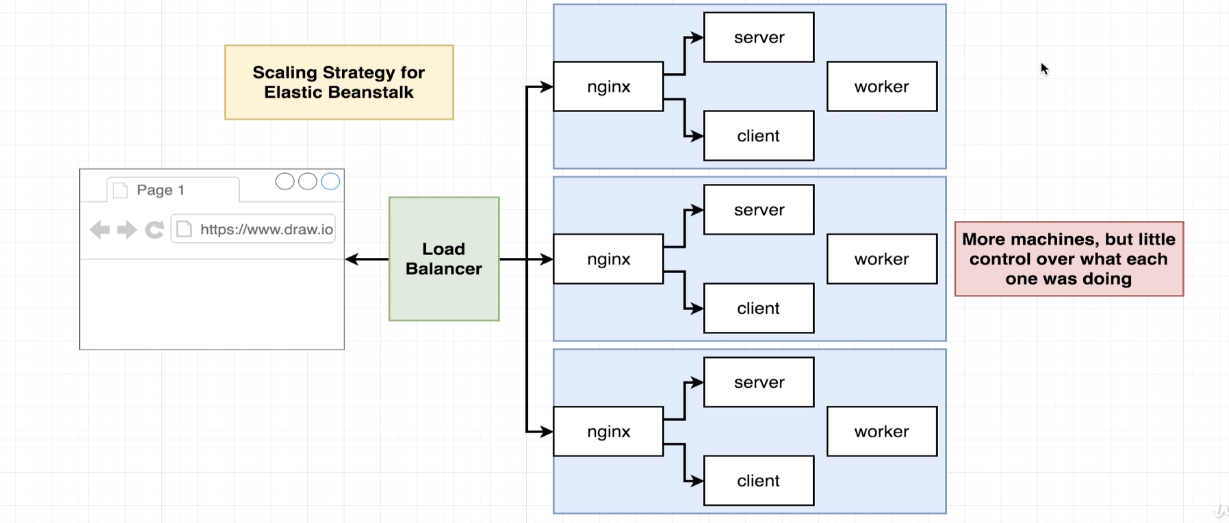 Scaling Strategy for
Elastic Beanstalk
Page 1
https://www.draw.io
Load
Balancer
nginx
server
client
worker
nginx
server
client
worker
nginx
server
client
worker
More machines, but little
control over what each
one was doing